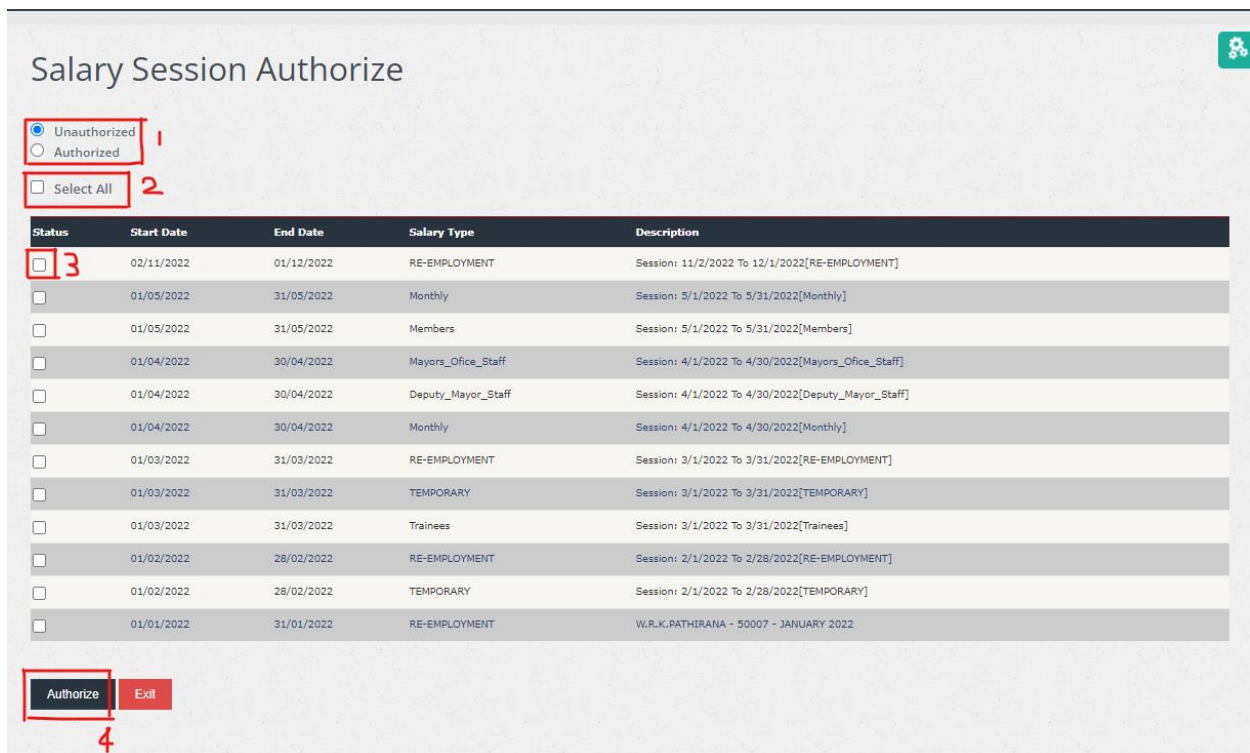 Salary Session Authorize
Unauthorized 1
Authorized
Select All 2
Status Start Date End Date Salary Type Description
3 02/11/2022 01/12/2022 RE-EMPLOYMENT Session: 11/2/2022 To 12/1/2022[RE-EMPLOYMENT]
01/05/2022 31/05/2022 Monthly Session: 5/1/2022 To 5/31/2022[Monthly]
01/05/2022 31/05/2022 Members Session: 5/1/2022 To 5/31/2022[Members]
01/04/2022 30/04/2022 Mayors_Ofice_Staff Session: 4/1/2022 To 4/30/2022[Mayors_Ofice_Staff]
01/04/2022 30/04/2022 Deputy_Mayor_Staff Session: 4/1/2022 To 4/30/2022[Deputy_Mayor_Staff]
01/04/2022 30/04/2022 Monthly Session: 4/1/2022 To 4/30/2022[Monthly]
01/03/2022 31/03/2022 RE-EMPLOYMENT Session: 3/1/2022 To 3/31/2022[RE-EMPLOYMENT]
01/03/2022 31/03/2022 TEMPORARY Session: 3/1/2022 To 3/31/2022[TEMPORARY]
01/03/2022 31/03/2022 Trainees Session: 3/1/2022 To 3/31/2022[Trainees]
01/02/2022 28/02/2022 RE-EMPLOYMENT Session: 2/1/2022 To 2/28/2022[RE-EMPLOYMENT]
01/02/2022 28/02/2022 TEMPORARY Session: 2/1/2022 To 2/28/2022[TEMPORARY]
01/01/2022 31/01/2022 RE-EMPLOYMENT W.R.K.PATHIRANA - 50007 - JANUARY 2022
Authorize Exit
4